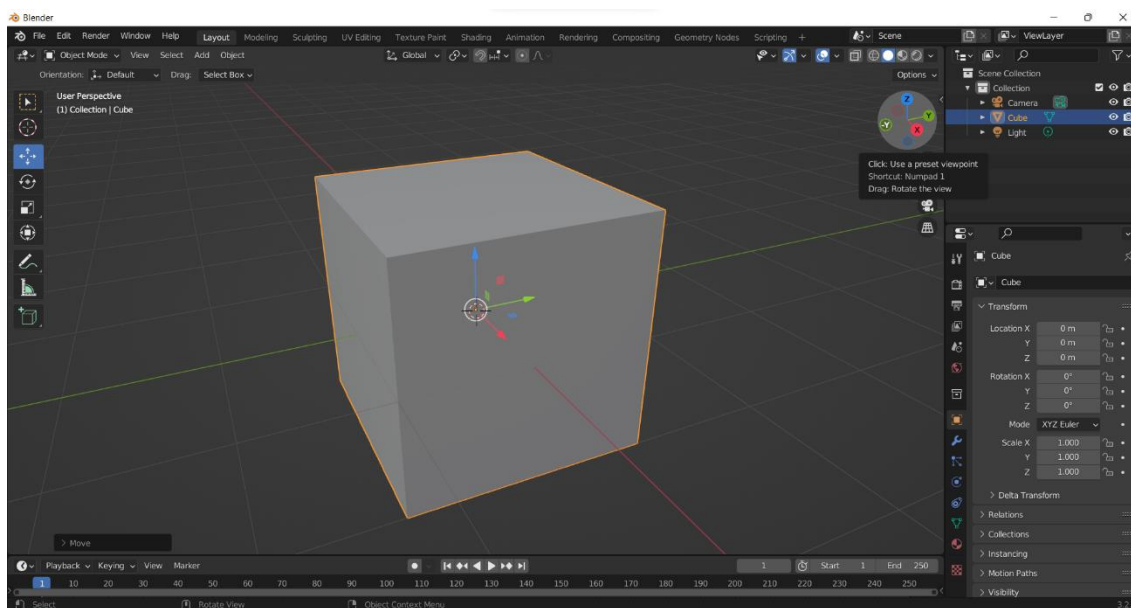 Blender
File Edit Render Window Help Layout Modeling Sculpting UV Editing Texture Paint Shading Animation Rendering Compositing Geometry Nodes Scripting + Scene ViewLayer
Object Mode View Select Add Object Global
Orientation: Default Drag: Select Box Options
User Perspective
(1) Collection | Cube
Z
Y
-Y
X
Click: Use a preset viewpoint
Shortcut: Numpad 1
Drag: Rotate the view
Scene Collection
Collection
Camera
Cube
Light
Cube
Cube
Transform
Location X 0 m
Y 0 m
Z 0 m
Rotation X 0°
Y 0°
Z 0°
Mode XYZ Euler
Scale X 1.000
Y 1.000
Z 1.000
> Delta Transform
> Relations
> Collections
> Instancing
> Motion Paths
> Visibility
> Move
Playback Keying View Marker 1 Start 1 End 250
1 10 20 30 40 50 60 70 80 90 100 110 120 130 140 150 160 170 180 190 200 210 220 230 240 250
Select Rotate View Object Context Menu